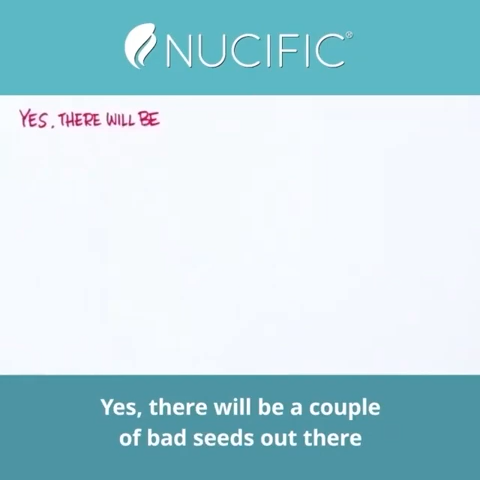 NUCIFIC®
YES, THERE WILL BE
Yes, there will be a couple
of bad seeds out there